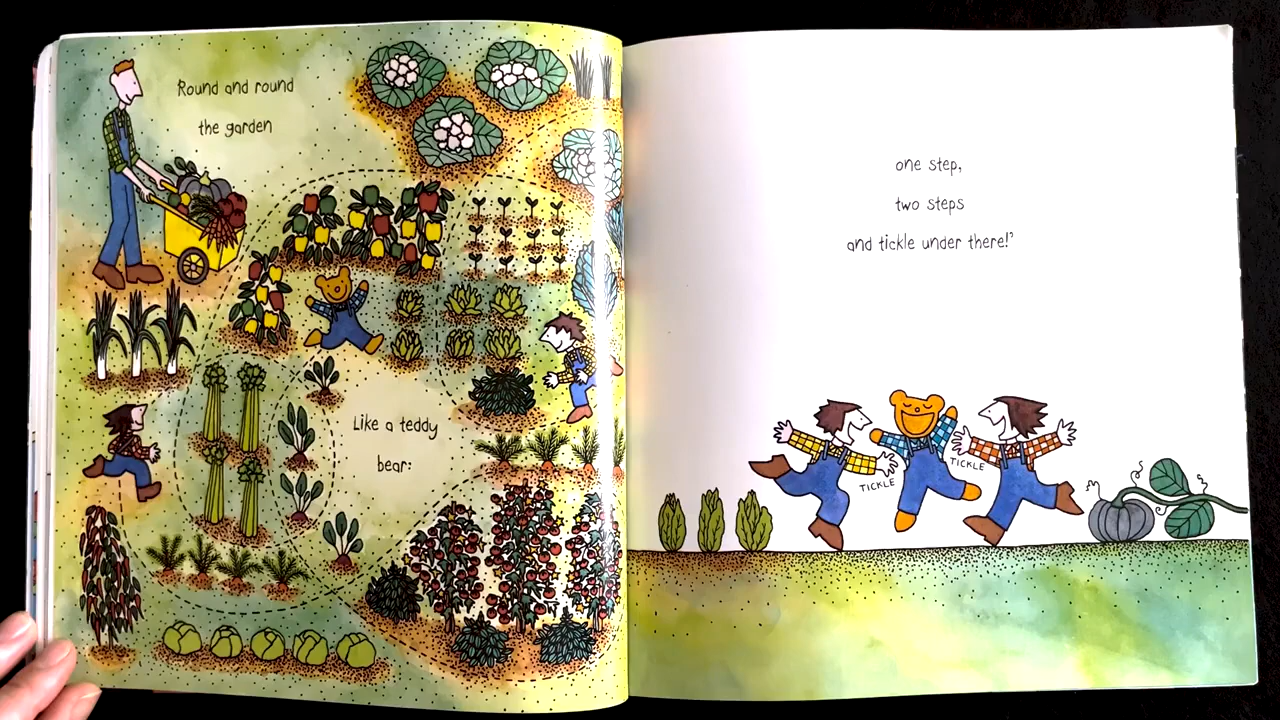 Round and round
the garden
Like a teddy
bear:
one step,
two steps
and tickle under there!’
TICKLE
TICKLE